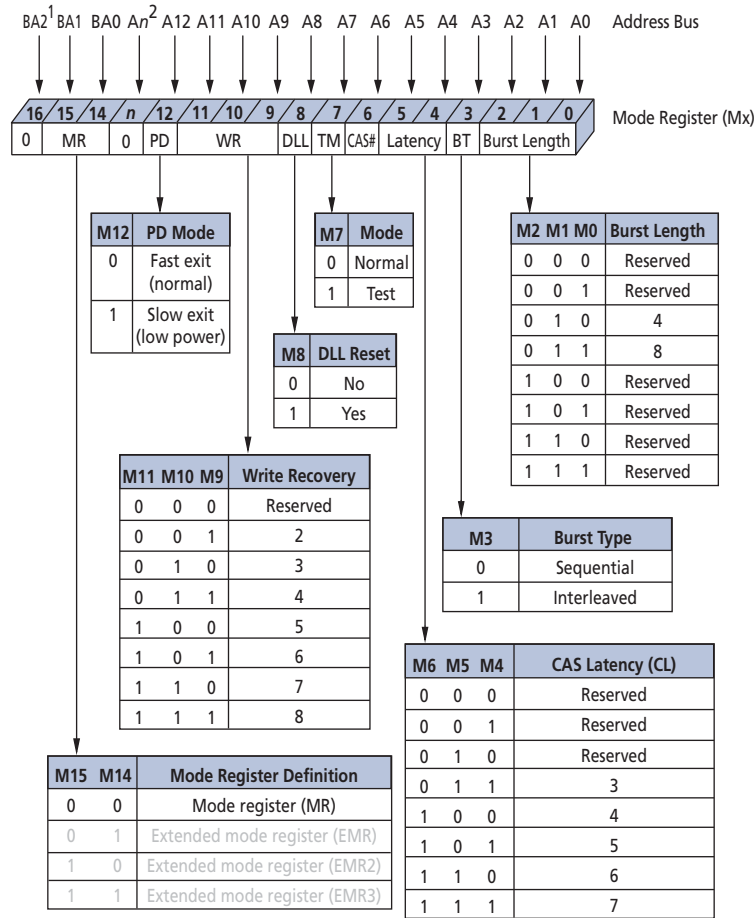 BA2¹ BA1 BA0 An² A12 A11 A10 A9 A8 A7 A6 A5 A4 A3 A2 A1 A0 Address Bus
16 15 14 n 12 11 10 9 8 7 6 5 4 3 2 1 0 Mode Register (Mx)
0 MR 0 PD WR DLL TM CAS# Latency BT Burst Length
M12 PD Mode
0 Fast exit
(normal)
1 Slow exit
(low power)
M7 Mode
0 Normal
1 Test
M2 M1 M0 Burst Length
0 0 0 Reserved
0 0 1 Reserved
0 1 0 4
0 1 1 8
1 0 0 Reserved
1 0 1 Reserved
1 1 0 Reserved
1 1 1 Reserved
M8 DLL Reset
0 No
1 Yes
M11 M10 M9 Write Recovery
0 0 0 Reserved
0 0 1 2
0 1 0 3
0 1 1 4
1 0 0 5
1 0 1 6
1 1 0 7
1 1 1 8
M3 Burst Type
0 Sequential
1 Interleaved
M6 M5 M4 CAS Latency (CL)
0 0 0 Reserved
0 0 1 Reserved
0 1 0 Reserved
0 1 1 3
1 0 0 4
1 0 1 5
1 1 0 6
1 1 1 7
M15 M14 Mode Register Definition
0 0 Mode register (MR)
0 1 Extended mode register (EMR)
1 0 Extended mode register (EMR2)
1 1 Extended mode register (EMR3)